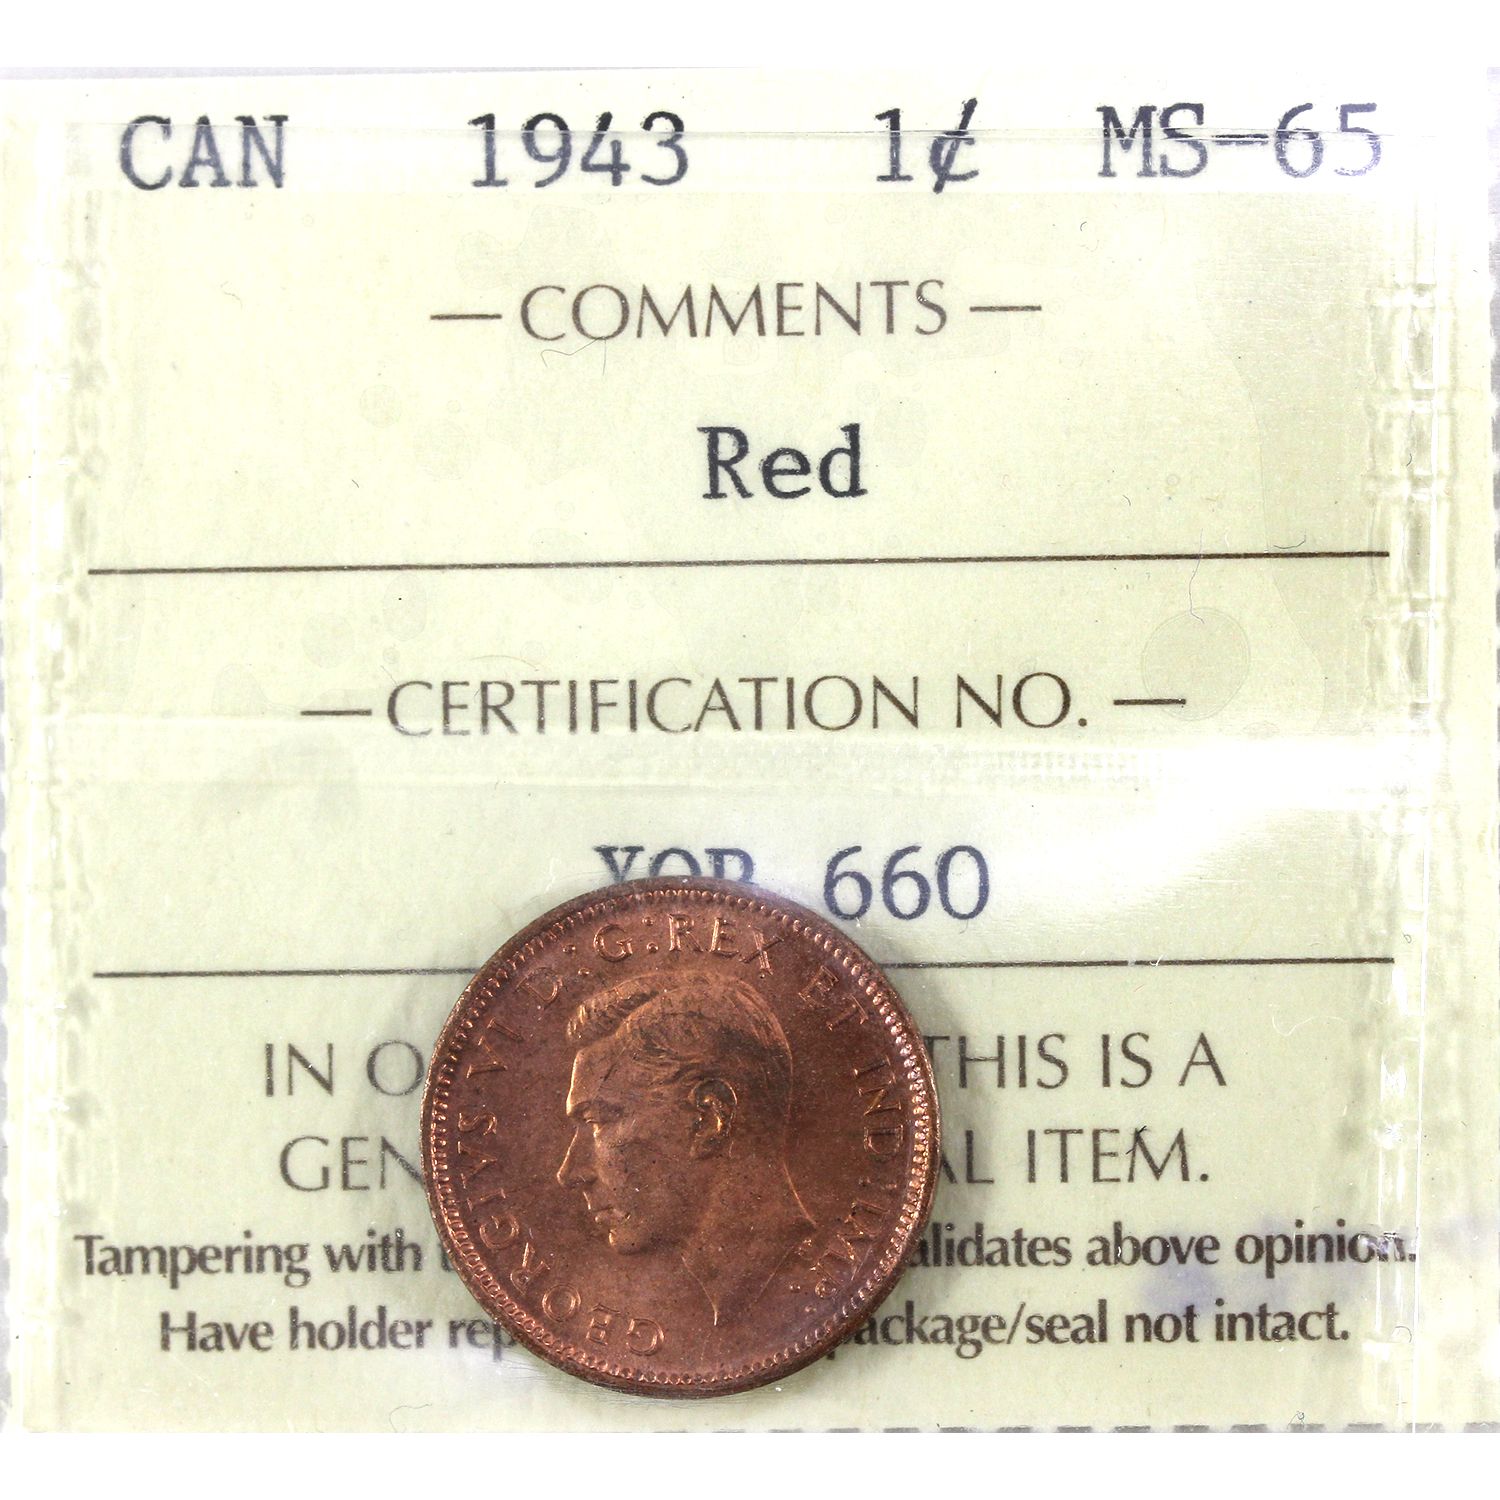 CAN 1943 1¢ MS-65
— COMMENTS —
Red
— CERTIFICATION NO. —
660
IN O THIS IS A
GEN AL ITEM.
Tampering with alidates above opinion.
Have holder rep package/seal not intact.
GEORGIVS VI D:G:REX ET IND:IMP: